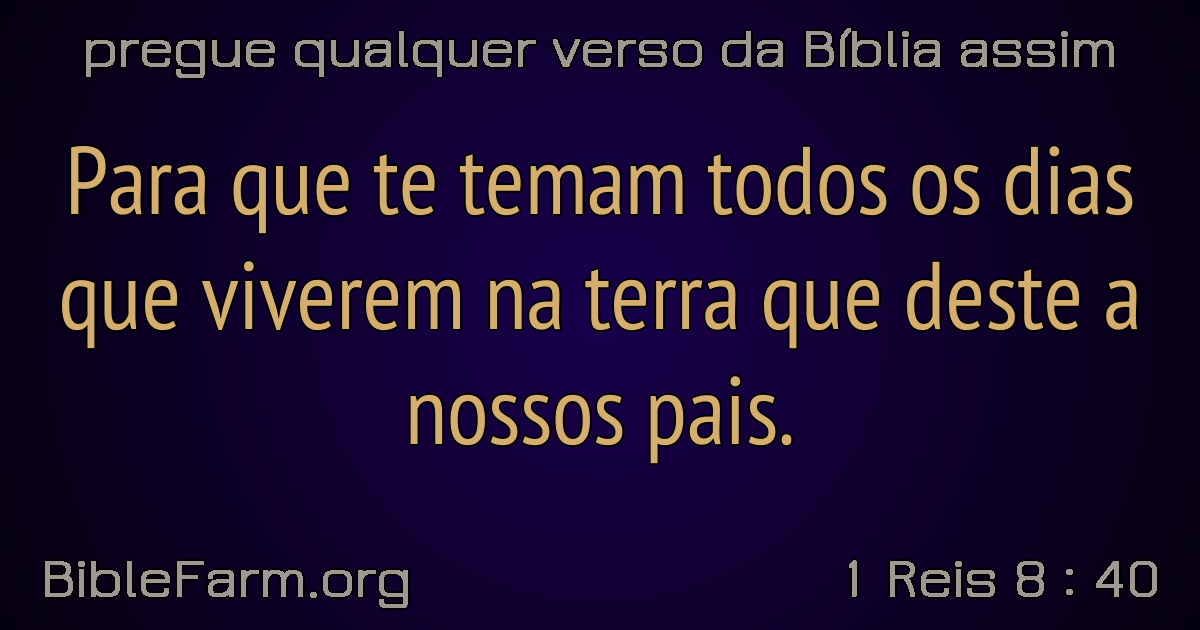 pregue qualquer verso da Bíblia assim
Para que te temam todos os dias
que viverem na terra que deste a
nossos pais.
BibleFarm.org
1 Reis 8 : 40